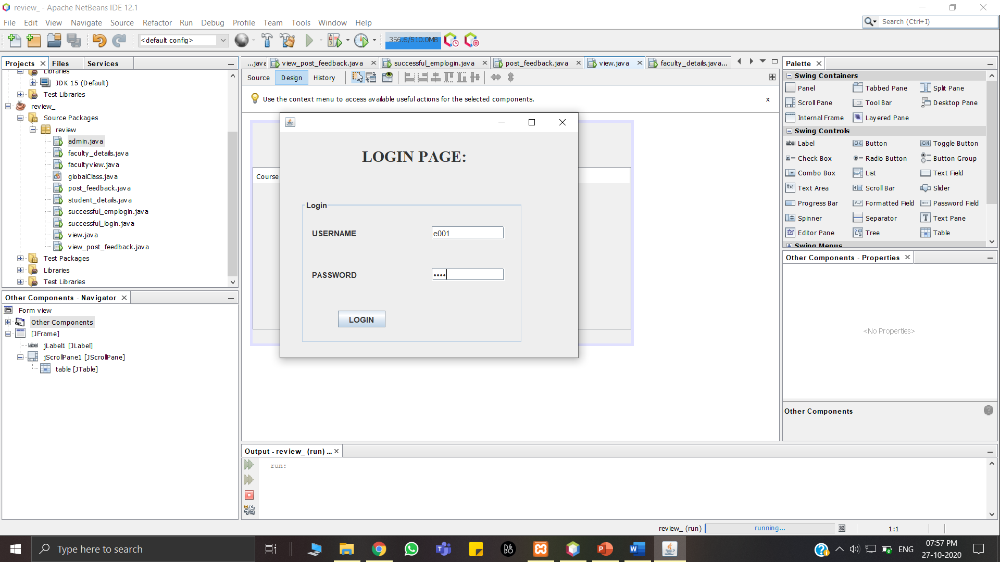 review_ - Apache NetBeans IDE 12.1
File Edit View Navigate Source Refactor Run Debug Profile Team Tools Window Help
Search (Ctrl+I)
<default config>
356.6/510.0MB
Projects Files Services
Libraries
JDK 15 (Default)
Test Libraries
review_
Source Packages
review
admin.java
faculty_details.java
facultyview.java
globalClass.java
post_feedback.java
student_details.java
successful_emplogin.java
successful_login.java
view.java
view_post_feedback.java
Test Packages
Libraries
Test Libraries
Other Components - Navigator
Form view
Other Components
[JFrame]
jLabel1 [JLabel]
jScrollPane1 [JScrollPane]
table [JTable]
...java view_post_feedback.java successful_emplogin.java post_feedback.java view.java faculty_details.java...
Source Design History
Use the context menu to access available useful actions for the selected components.
x
Course
LOGIN PAGE:
Login
USERNAME e001
PASSWORD ••••
LOGIN
Palette
Swing Containers
Panel Tabbed Pane Split Pane
Scroll Pane Tool Bar Desktop Pane
Internal Frame Layered Pane
Swing Controls
label Label OK Button ON Toggle Button
Check Box Radio Button Button Group
Combo Box List Text Field
Text Area Scroll Bar Slider
Progress Bar Formatted Field Password Field
Spinner Separator Text Pane
Editor Pane Tree Table
Swing Menus
Other Components - Properties
<No Properties>
Other Components
Output - review_ (run) ...
run:
review_ (run) running... 1:1
Type here to search
ENG
07:57 PM
27-10-2020